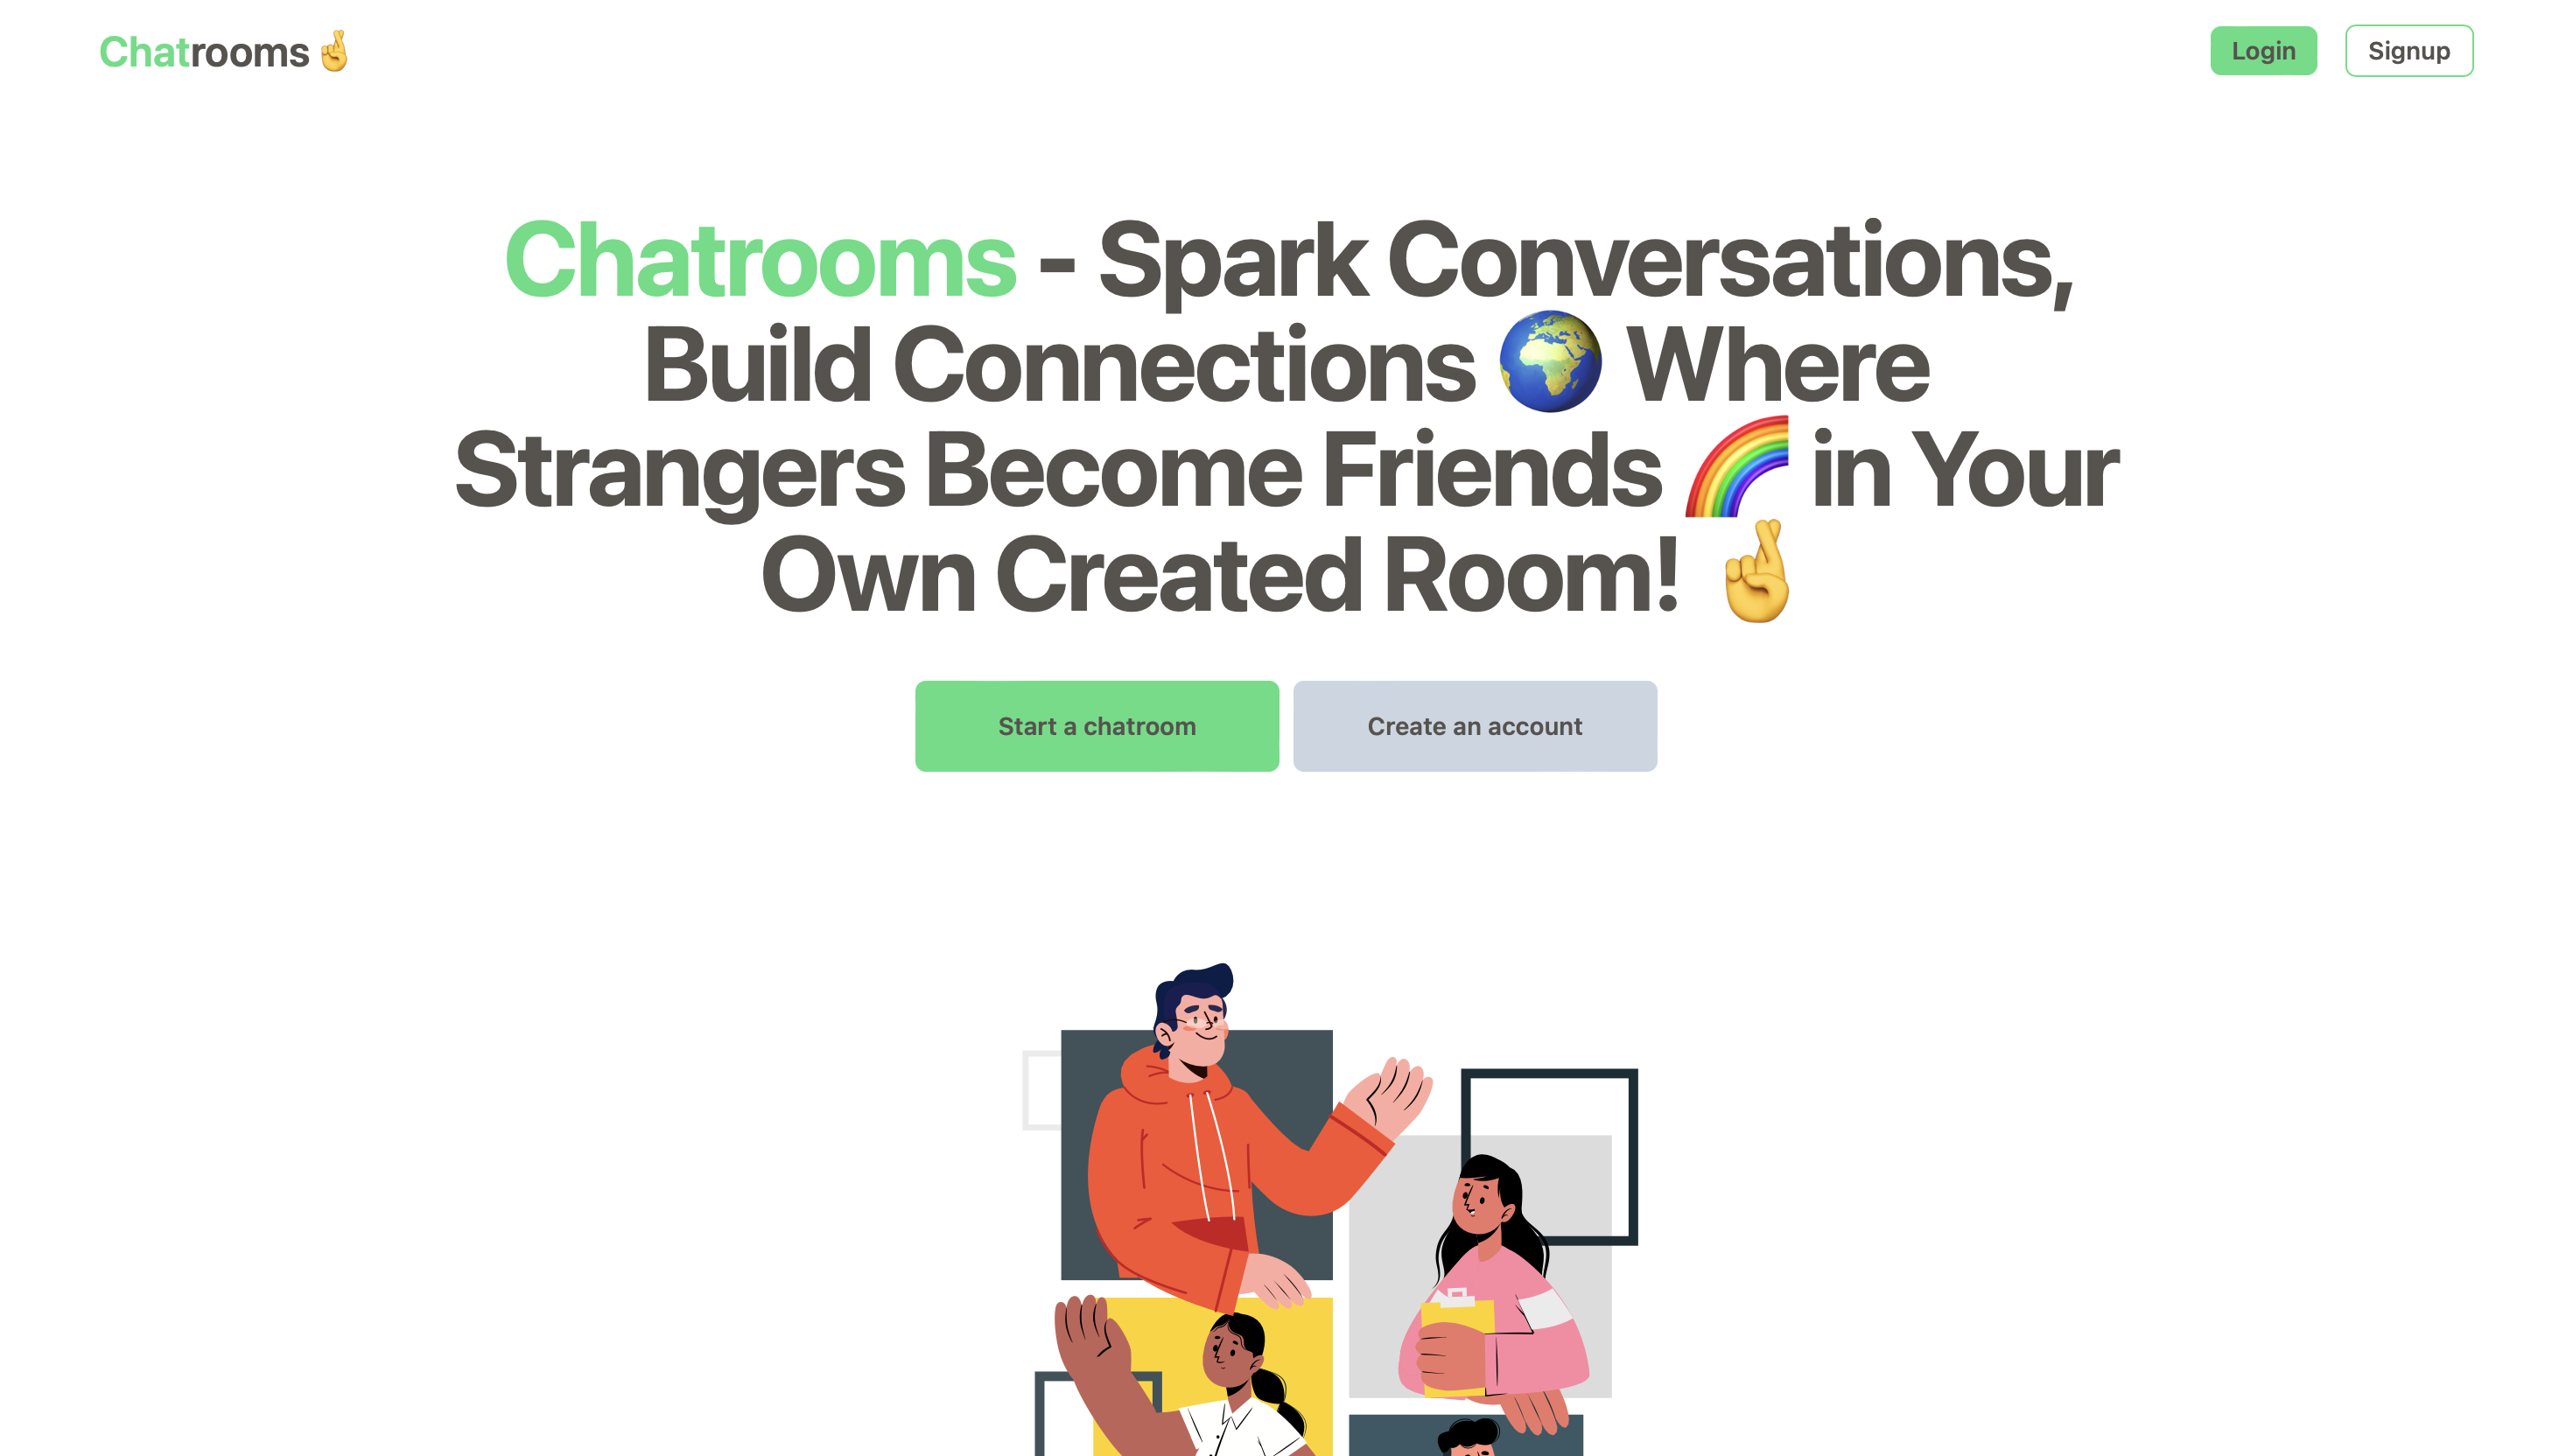 Chatrooms🤞
Login
Signup
Chatrooms - Spark Conversations,
Build Connections 🌍 Where
Strangers Become Friends 🌈 in Your
Own Created Room! 🤞
Start a chatroom
Create an account